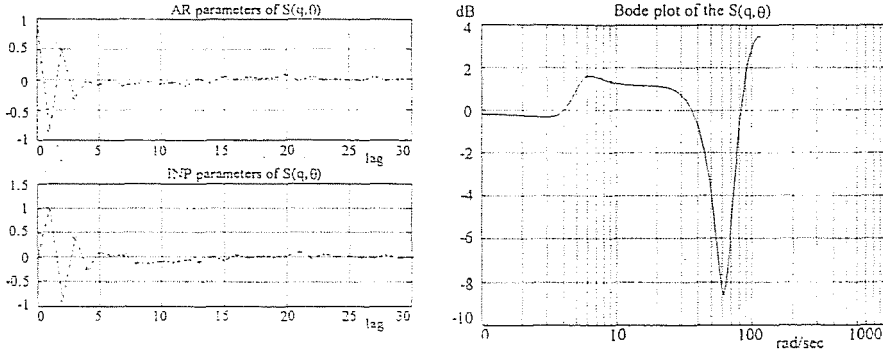 AR parameters of S(q,θ)
1
0.5
0
-0.5
-1
0 5 10 15 20 25 30
lag
INP parameters of S(q,θ)
1.5
1
0.5
0
-0.5
-1
0 5 10 15 20 25 30
lag
dB Bode plot of the S(q,θ)
4
2
0
-2
-4
-6
-8
-10
0 10 100 1000
rad/sec